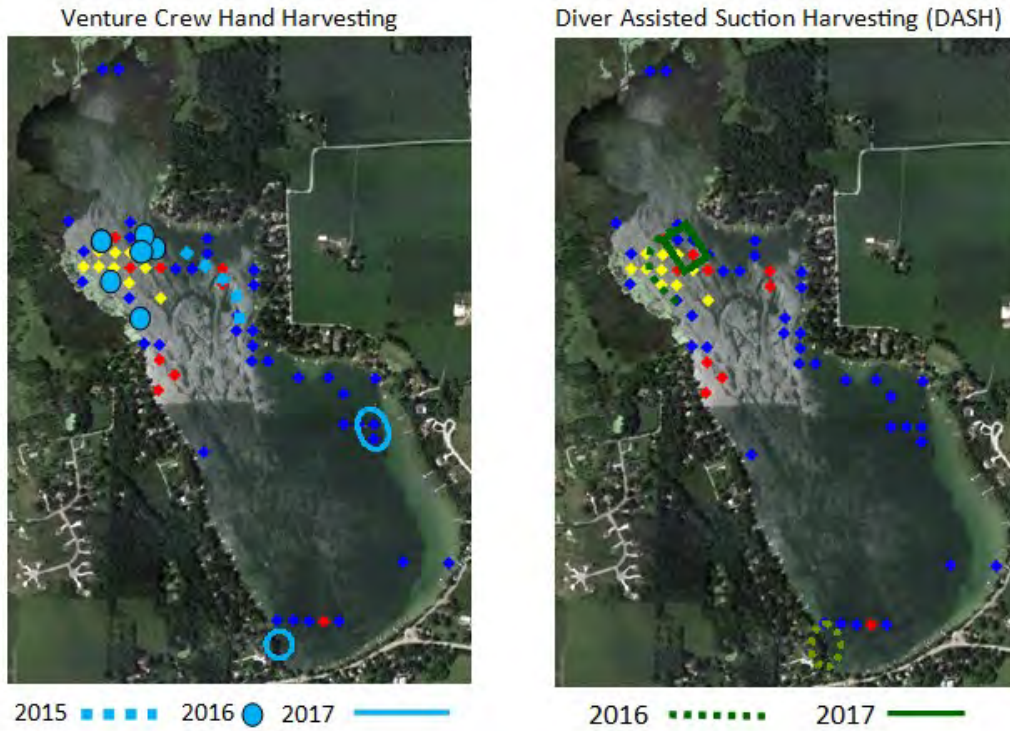 Venture Crew Hand Harvesting
Diver Assisted Suction Harvesting (DASH)
2015 2016 2017
2016 2017